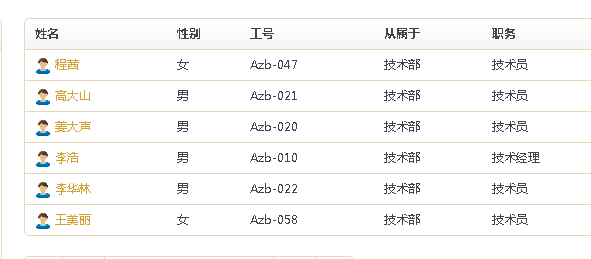 姓名 性别 工号 从属于 职务
程茜 女 Azb-047 技术部 技术员
高大山 男 Azb-021 技术部 技术员
姜大声 男 Azb-020 技术部 技术员
李浩 男 Azb-010 技术部 技术经理
李华林 男 Azb-022 技术部 技术员
王美丽 女 Azb-058 技术部 技术员